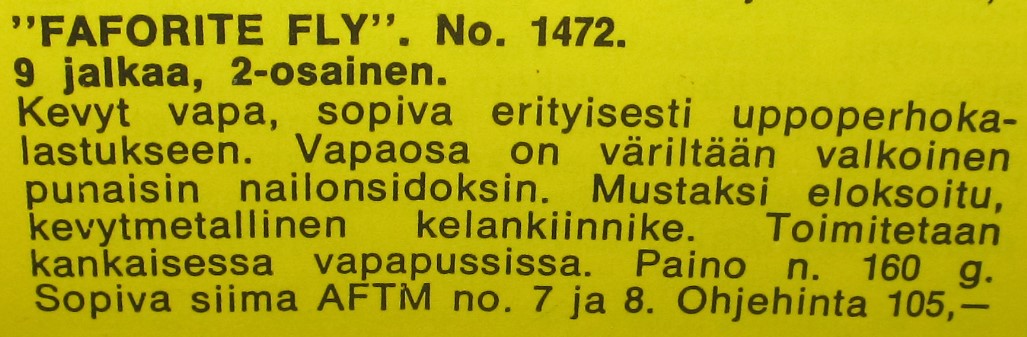 ”FAFORITE FLY”. No. 1472.
9 jalkaa, 2-osainen.
Kevyt vapa, sopiva erityisesti uppoperhoka-
lastukseen. Vapaosa on väriltään valkoinen
punaisin nailonsidoksin. Mustaksi eloksoitu,
kevytmetallinen kelankiinnike. Toimitetaan
kankaisessa vapapussissa. Paino n. 160 g.
Sopiva siima AFTM no. 7 ja 8. Ohjehinta 105,—